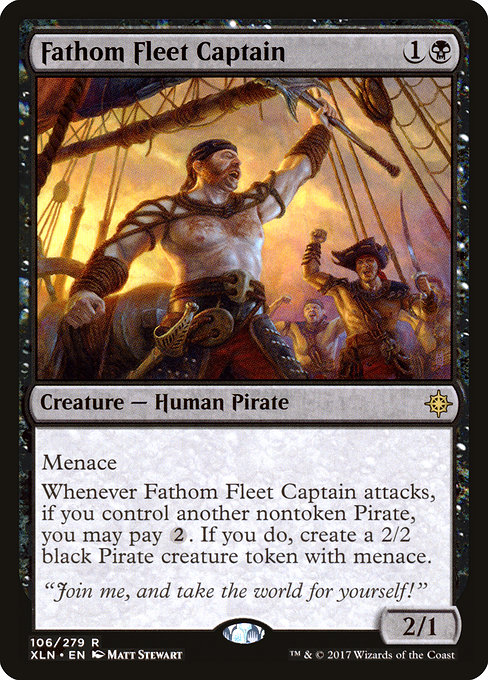 Fathom Fleet Captain 1
Creature — Human Pirate
Menace
Whenever Fathom Fleet Captain attacks,
if you control another nontoken Pirate,
you may pay 2. If you do, create a 2/2
black Pirate creature token with menace.
“Join me, and take the world for yourself!”
2/1
106/279 R
XLN • EN Matt Stewart
™ & © 2017 Wizards of the Coast